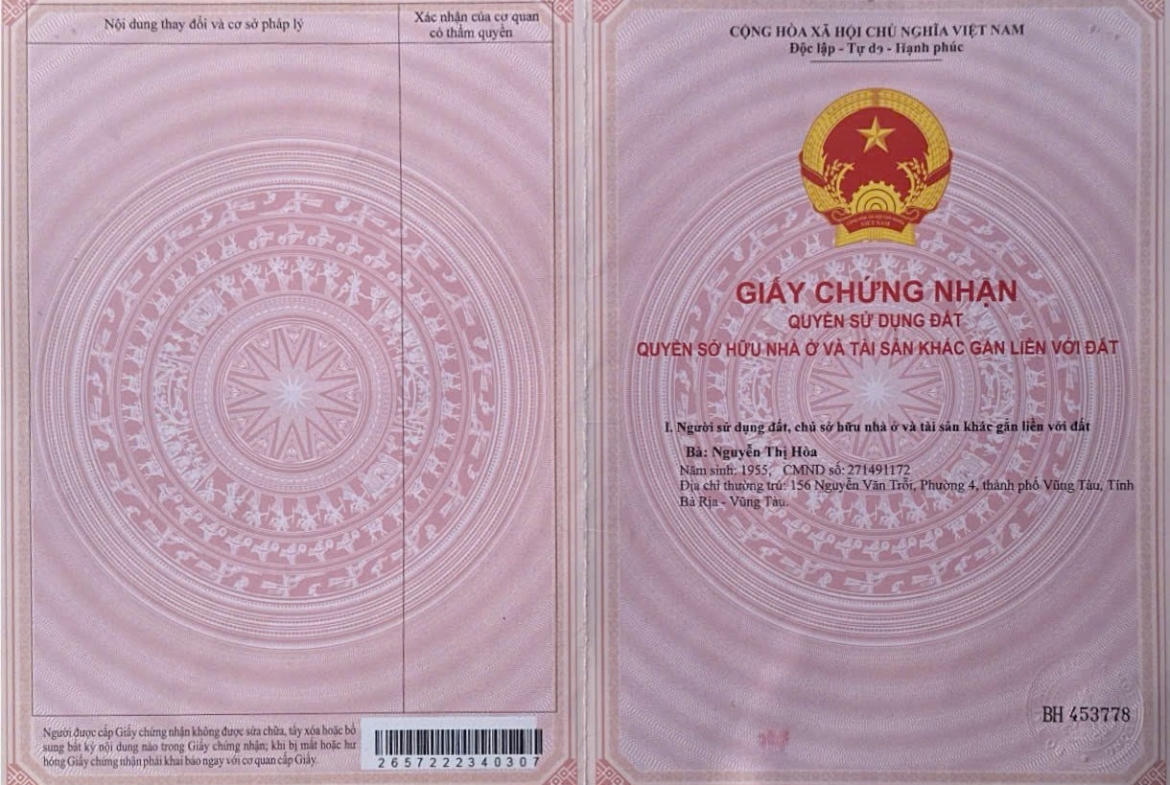 Nội dung thay đổi và cơ sở pháp lý
Xác nhận của cơ quan
có thẩm quyền
Người được cấp Giấy chứng nhận không được sửa chữa, tẩy xóa hoặc bổ
sung bất kỳ nội dung nào trong Giấy chứng nhận; khi bị mất hoặc hư
hỏng Giấy chứng nhận phải khai báo ngay với cơ quan cấp Giấy.
2657222340307
CỘNG HÒA XÃ HỘI CHỦ NGHĨA VIỆT NAM
Độc lập - Tự do - Hạnh phúc
VIỆT NAM
GIẤY CHỨNG NHẬN
QUYỀN SỬ DỤNG ĐẤT
QUYỀN SỞ HỮU NHÀ Ở VÀ TÀI SẢN KHÁC GẮN LIỀN VỚI ĐẤT
I. Người sử dụng đất, chủ sở hữu nhà ở và tài sản khác gắn liền với đất
Bà: Nguyễn Thị Hòa
Năm sinh: 1955, CMND số: 271491172
Địa chỉ thường trú: 156 Nguyễn Văn Trỗi, Phường 4, thành phố Vũng Tàu, Tỉnh
Bà Rịa - Vũng Tàu.
BH 453778